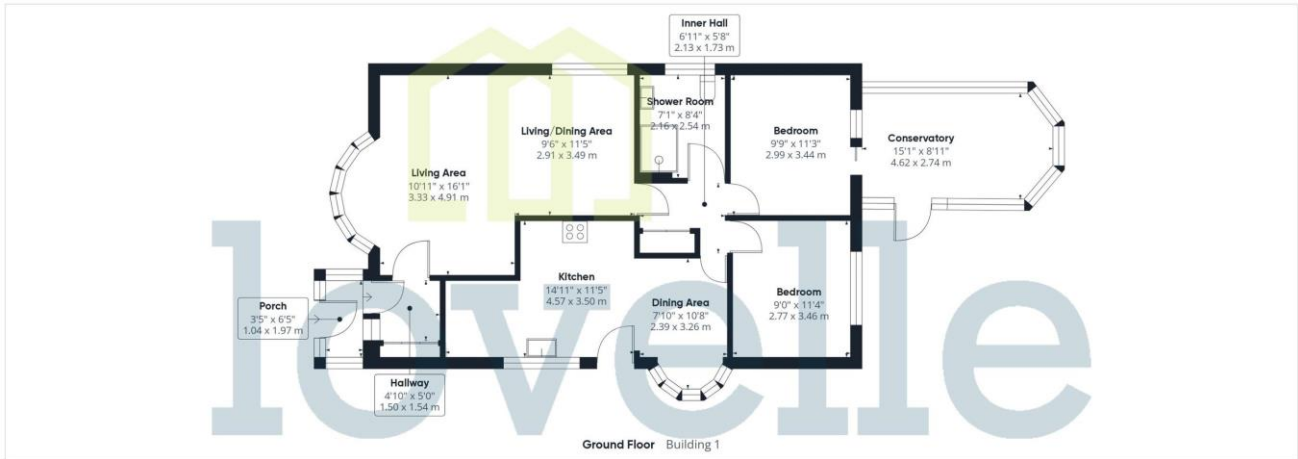 Inner Hall
6'11" x 5'8"
2.13 x 1.73 m
Shower Room
7'1" x 8'4"
2.16 x 2.54 m
Living/Dining Area
9'6" x 11'5"
2.91 x 3.49 m
Bedroom
9'9" x 11'3"
2.99 x 3.44 m
Conservatory
15'1" x 8'11"
4.62 x 2.74 m
Living Area
10'11" x 16'1"
3.33 x 4.91 m
Kitchen
14'11" x 11'5"
4.57 x 3.50 m
Dining Area
7'10" x 10'8"
2.39 x 3.26 m
Bedroom
9'0" x 11'4"
2.77 x 3.46 m
Porch
3'5" x 6'5"
1.04 x 1.97 m
Hallway
4'10" x 5'0"
1.50 x 1.54 m
lovelle
Ground Floor Building 1